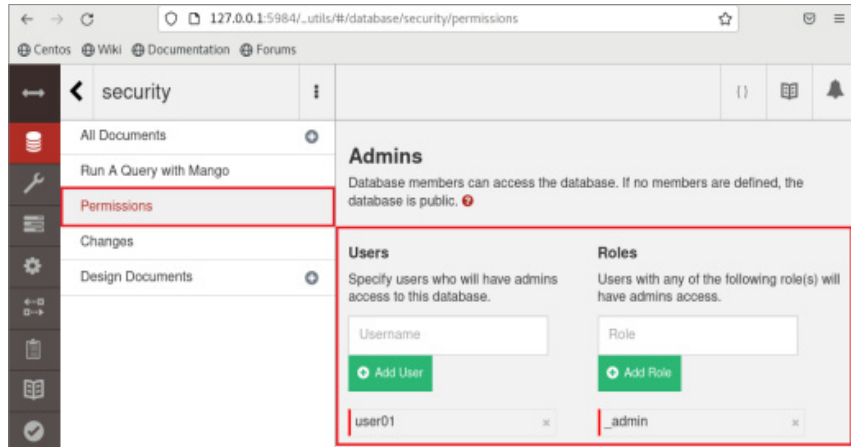 127.0.0.1:5984/_utils/#/database/security/permissions
Centos Wiki Documentation Forums
security
{ }
All Documents
Run A Query with Mango
Permissions
Changes
Design Documents
Admins
Database members can access the database. If no members are defined, the
database is public.
Users
Specify users who will have admins
access to this database.
Username
Add User
user01
Roles
Users with any of the following role(s) will
have admins access.
Role
Add Role
_admin